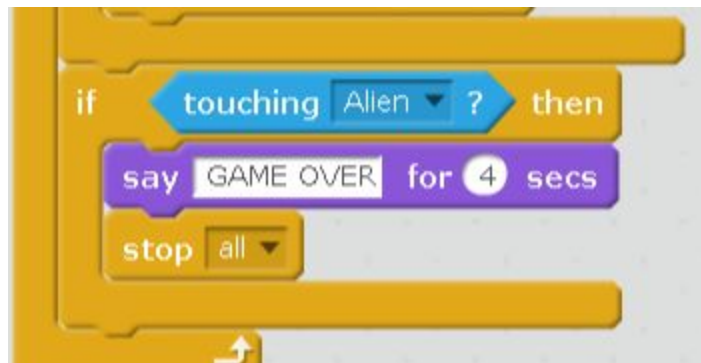 if touching Alien ? then
say GAME OVER for 4 secs
stop all